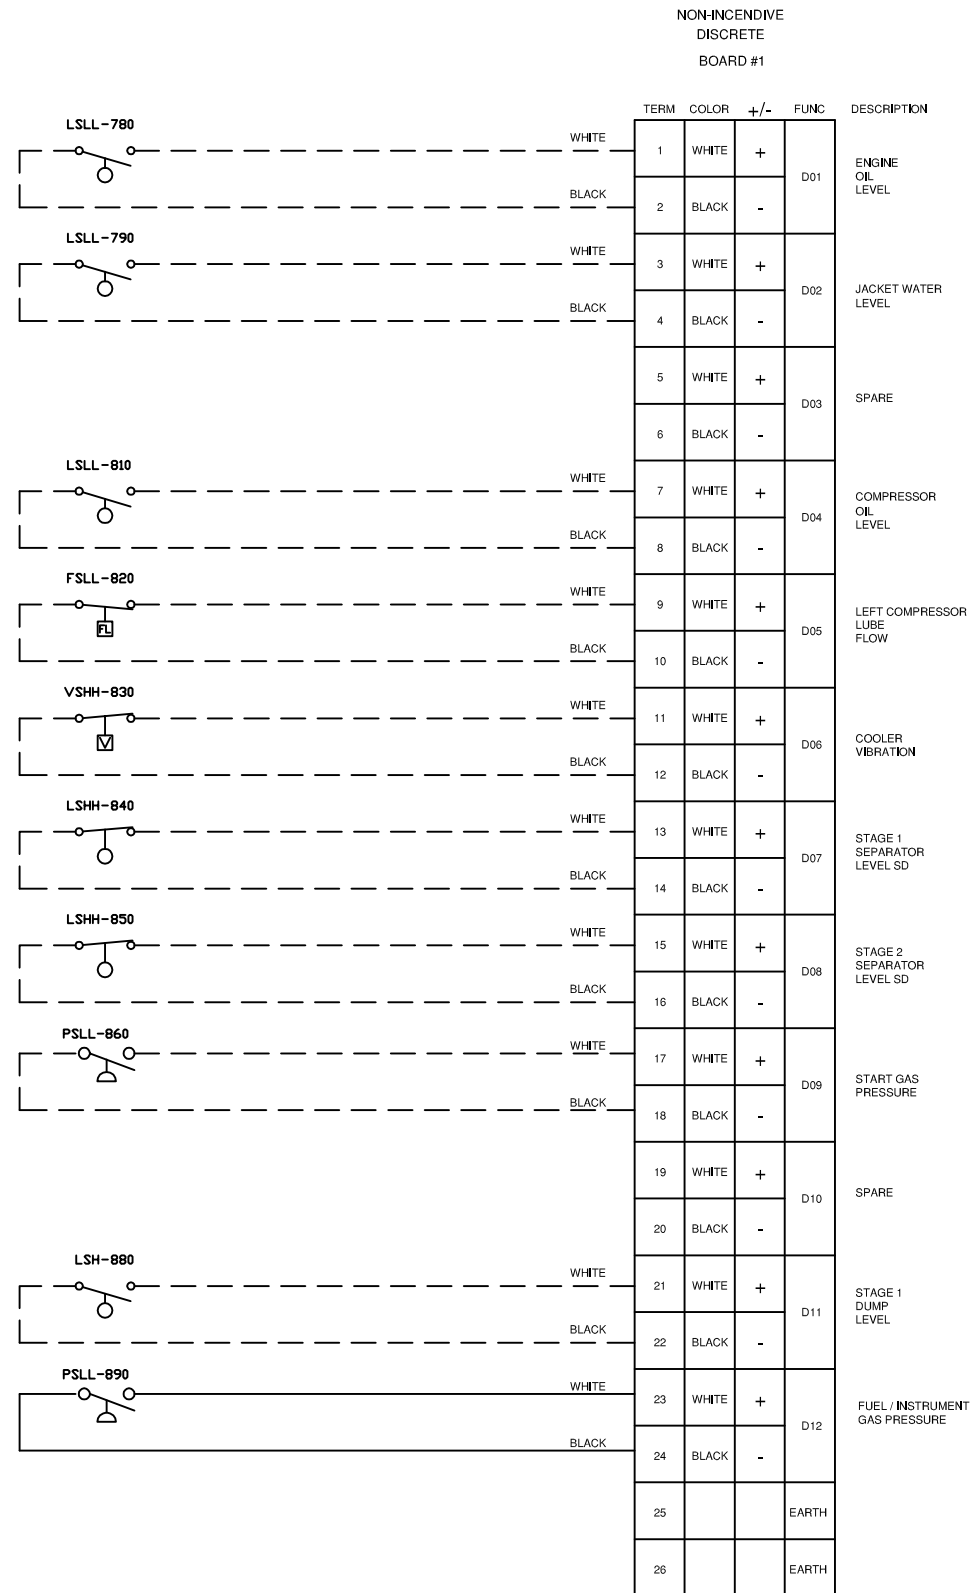 NON-INCENDIVE
DISCRETE
BOARD #1
TERM COLOR +/- FUNC DESCRIPTION
LSLL-780
WHITE 1 WHITE +
D01
ENGINE
OIL
LEVEL
BLACK 2 BLACK -
LSLL-790
WHITE 3 WHITE +
D02
JACKET WATER
LEVEL
BLACK 4 BLACK -
5 WHITE +
D03 SPARE
6 BLACK -
LSLL-810
WHITE 7 WHITE +
D04
COMPRESSOR
OIL
LEVEL
BLACK 8 BLACK -
FSLL-820
WHITE 9 WHITE +
FL
D05
LEFT COMPRESSOR
LUBE
FLOW
BLACK 10 BLACK -
VSHH-830
WHITE 11 WHITE +
V
D06
COOLER
VIBRATION
BLACK 12 BLACK -
LSHH-840
WHITE 13 WHITE +
D07
STAGE 1
SEPARATOR
LEVEL SD
BLACK 14 BLACK -
LSHH-850
WHITE 15 WHITE +
D08
STAGE 2
SEPARATOR
LEVEL SD
BLACK 16 BLACK -
PSLL-860
WHITE 17 WHITE +
D09
START GAS
PRESSURE
BLACK 18 BLACK -
19 WHITE +
D10 SPARE
20 BLACK -
LSH-880
WHITE 21 WHITE +
D11
STAGE 1
DUMP
LEVEL
BLACK 22 BLACK -
PSLL-890
WHITE 23 WHITE +
D12
FUEL / INSTRUMENT
GAS PRESSURE
BLACK 24 BLACK -
25 EARTH
26 EARTH